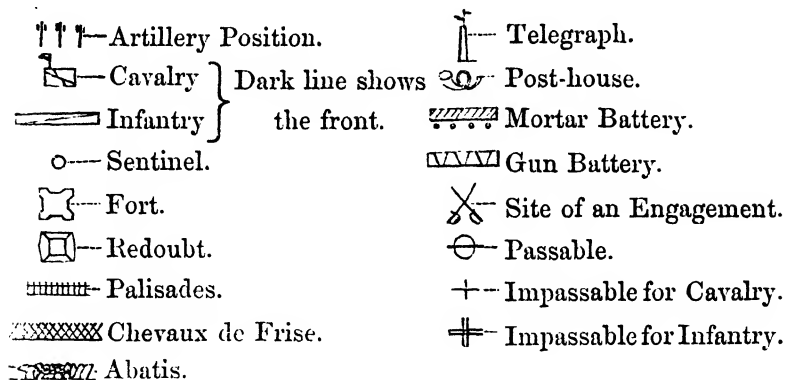 Artillery Position.
Cavalry
Infantry
Dark line shows
the front.
Sentinel.
Fort.
Redoubt.
Palisades.
Chevaux de Frise.
Abatis.
Telegraph.
Post-house.
Mortar Battery.
Gun Battery.
Site of an Engagement.
Passable.
Impassable for Cavalry.
Impassable for Infantry.